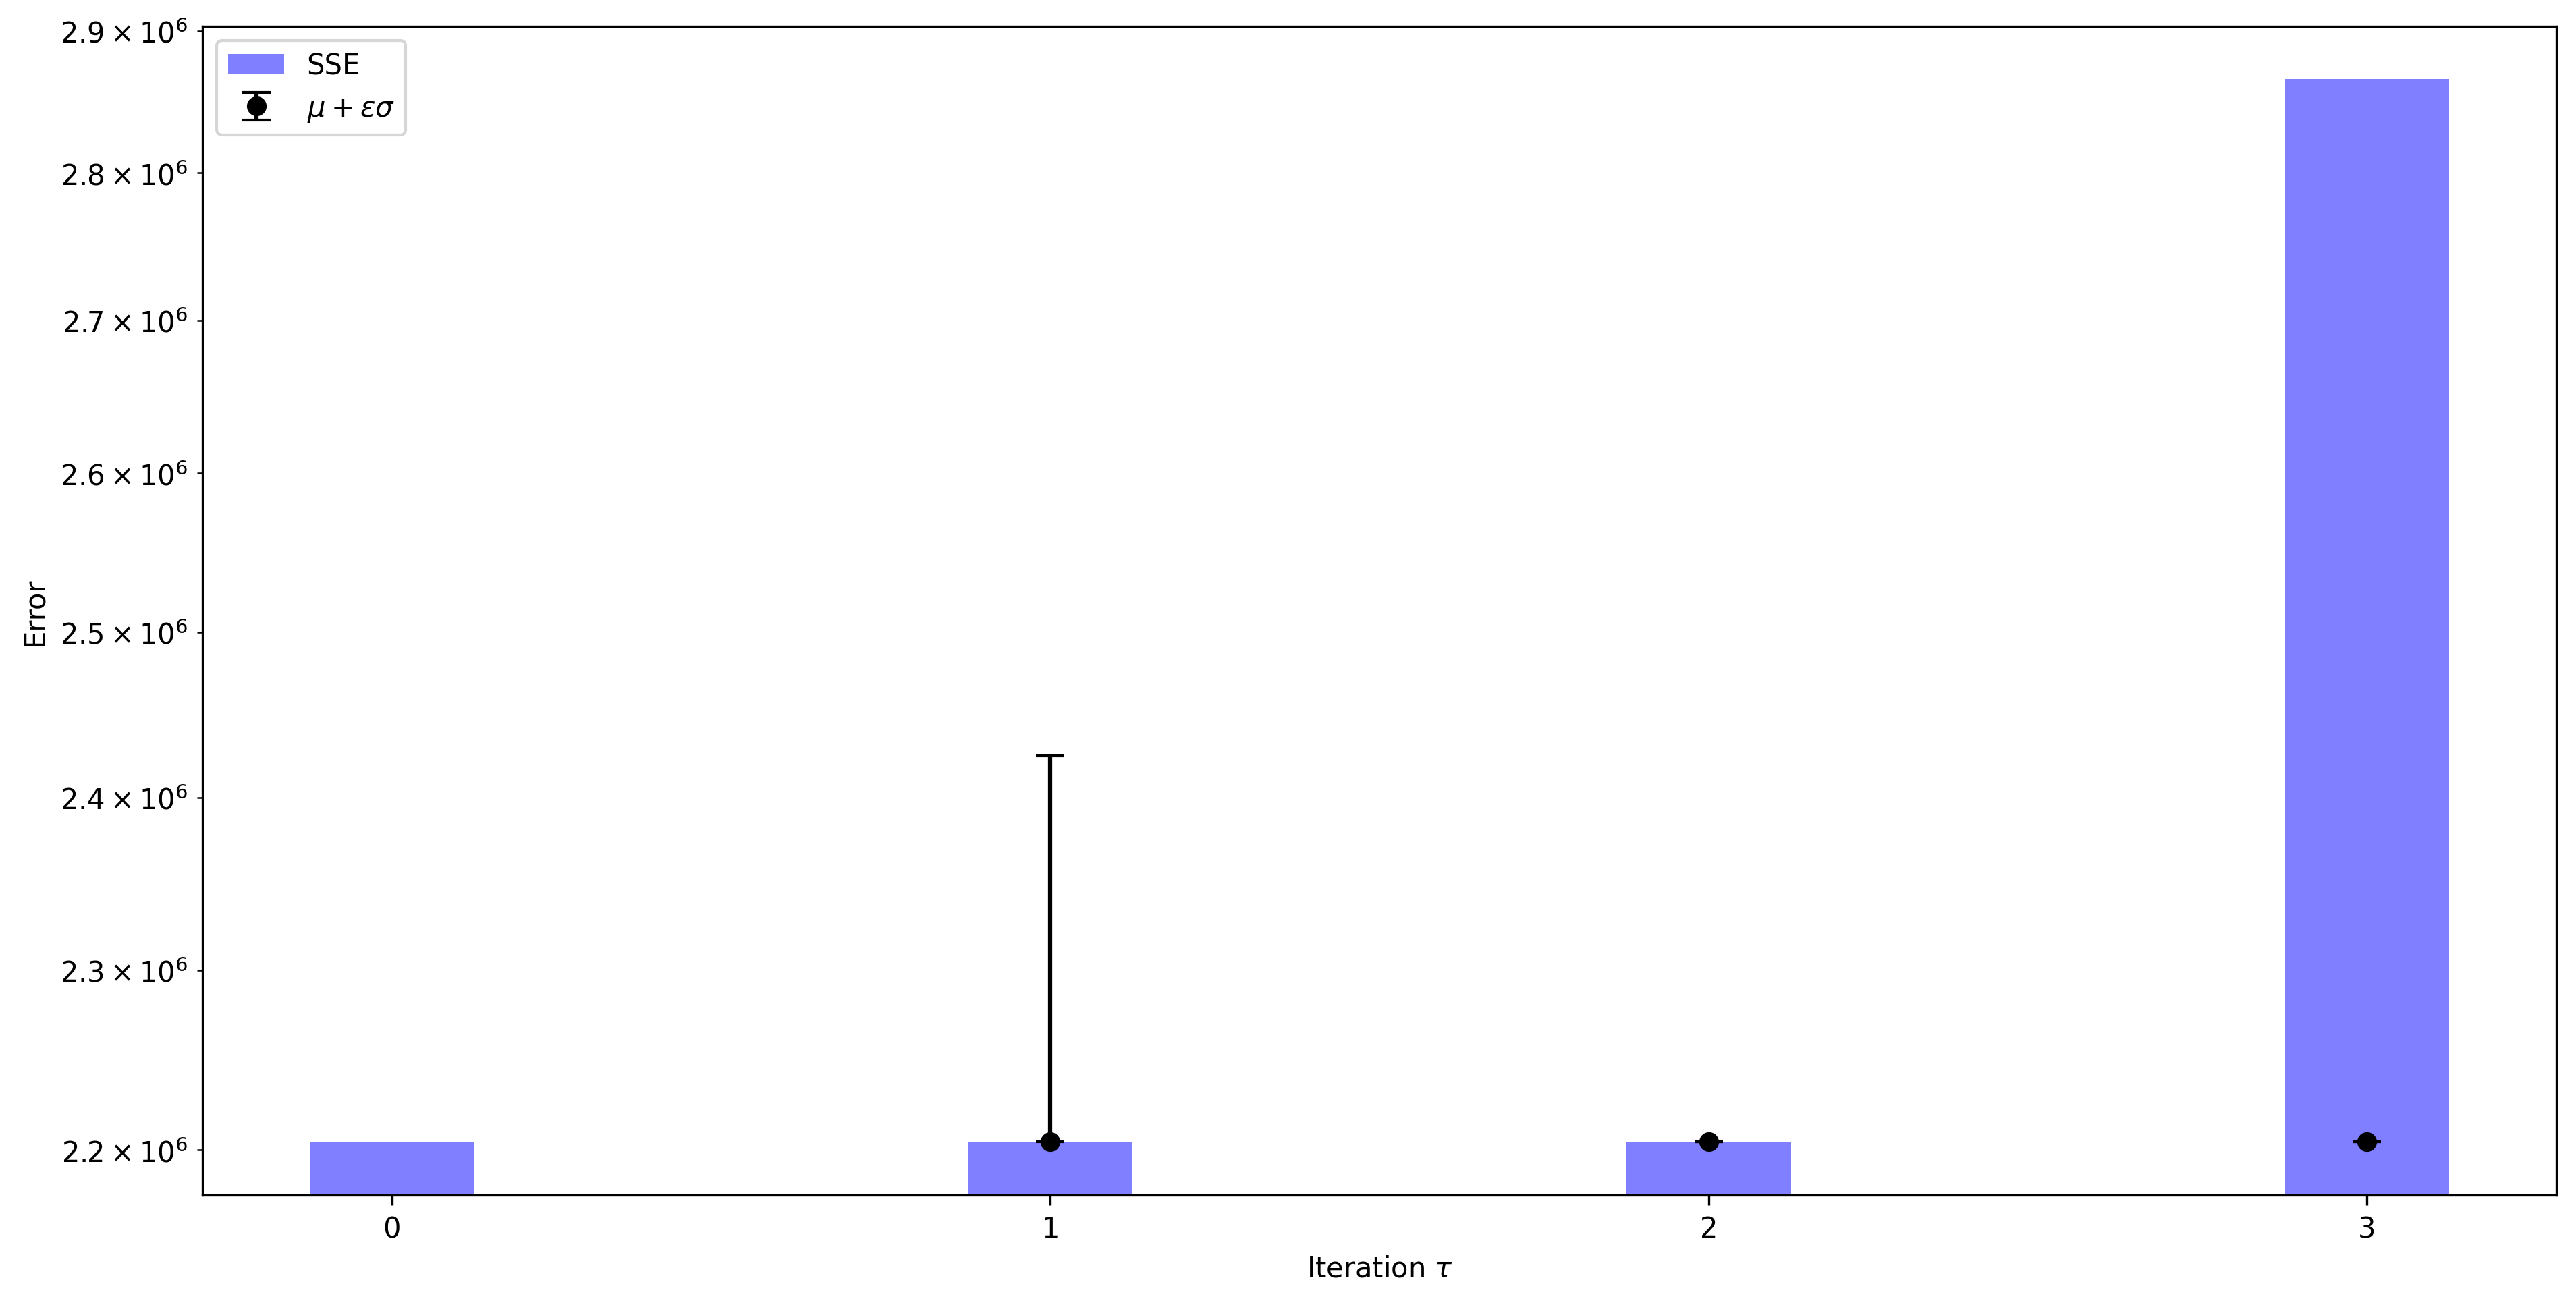 2.9 × 10⁶
2.8 × 10⁶
2.7 × 10⁶
2.6 × 10⁶
2.5 × 10⁶
2.4 × 10⁶
2.3 × 10⁶
2.2 × 10⁶
Error
SSE
μ + εσ
0 1 2 3
Iteration τ